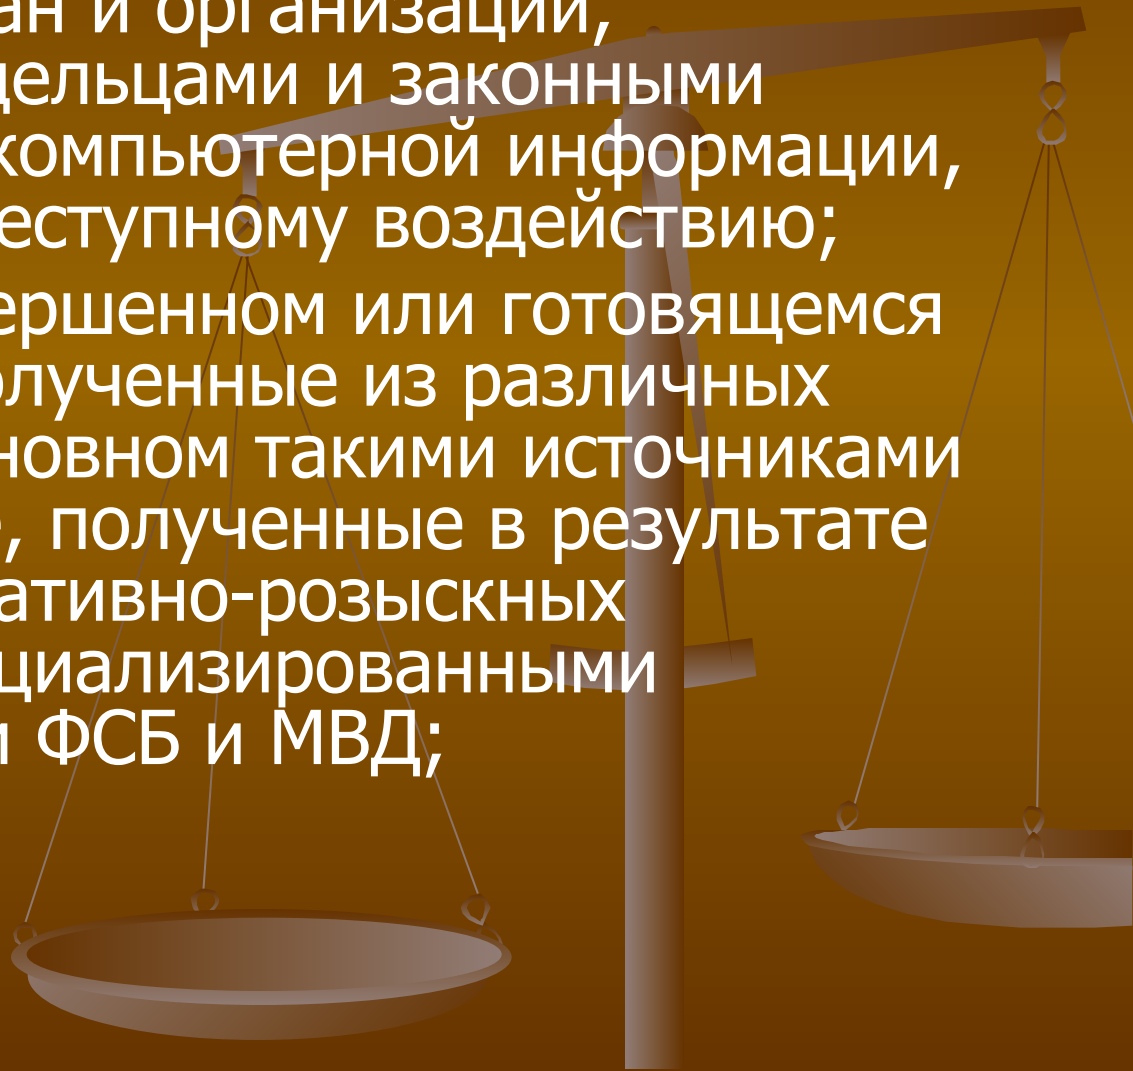 ан и организаций,
дельцами и законными
компьютерной информации,
еступному воздействию;
ершенном или готовящемся
олученные из различных
новном такими источниками
е, полученные в результате
ативно-розыскных
циализированными
и ФСБ и МВД;